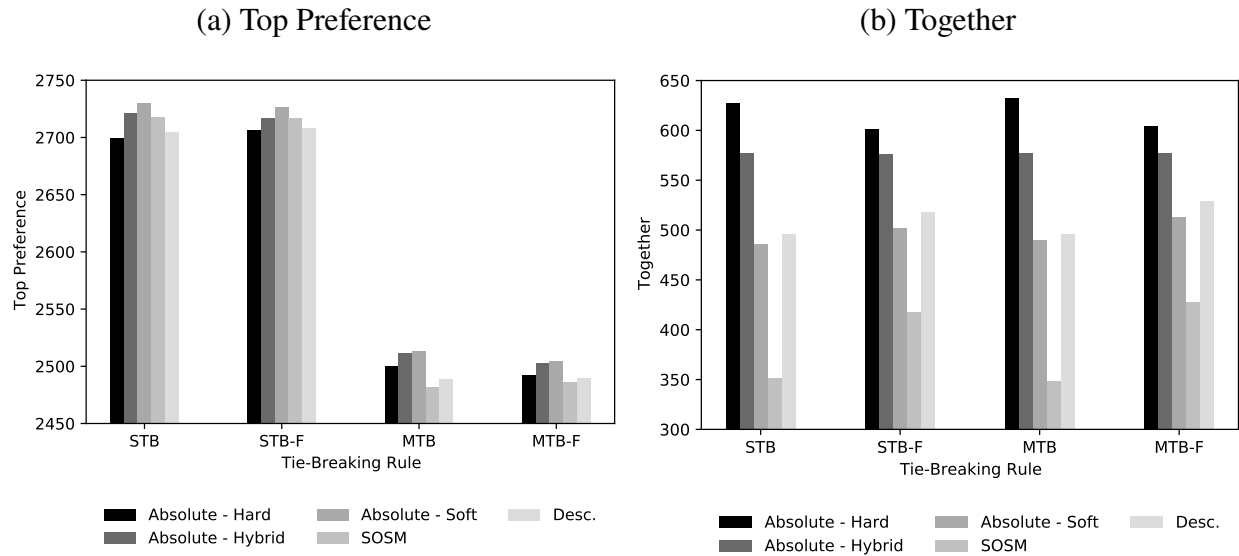 (a) Top Preference
2750
2700
2650
2600
2550
2500
2450
Top Preference
STB
STB-F
MTB
MTB-F
Tie-Breaking Rule
Absolute - Hard
Absolute - Hybrid
Absolute - Soft
SOSM
Desc.
(b) Together
650
600
550
500
450
400
350
300
Together
STB
STB-F
MTB
MTB-F
Tie-Breaking Rule
Absolute - Hard
Absolute - Hybrid
Absolute - Soft
SOSM
Desc.